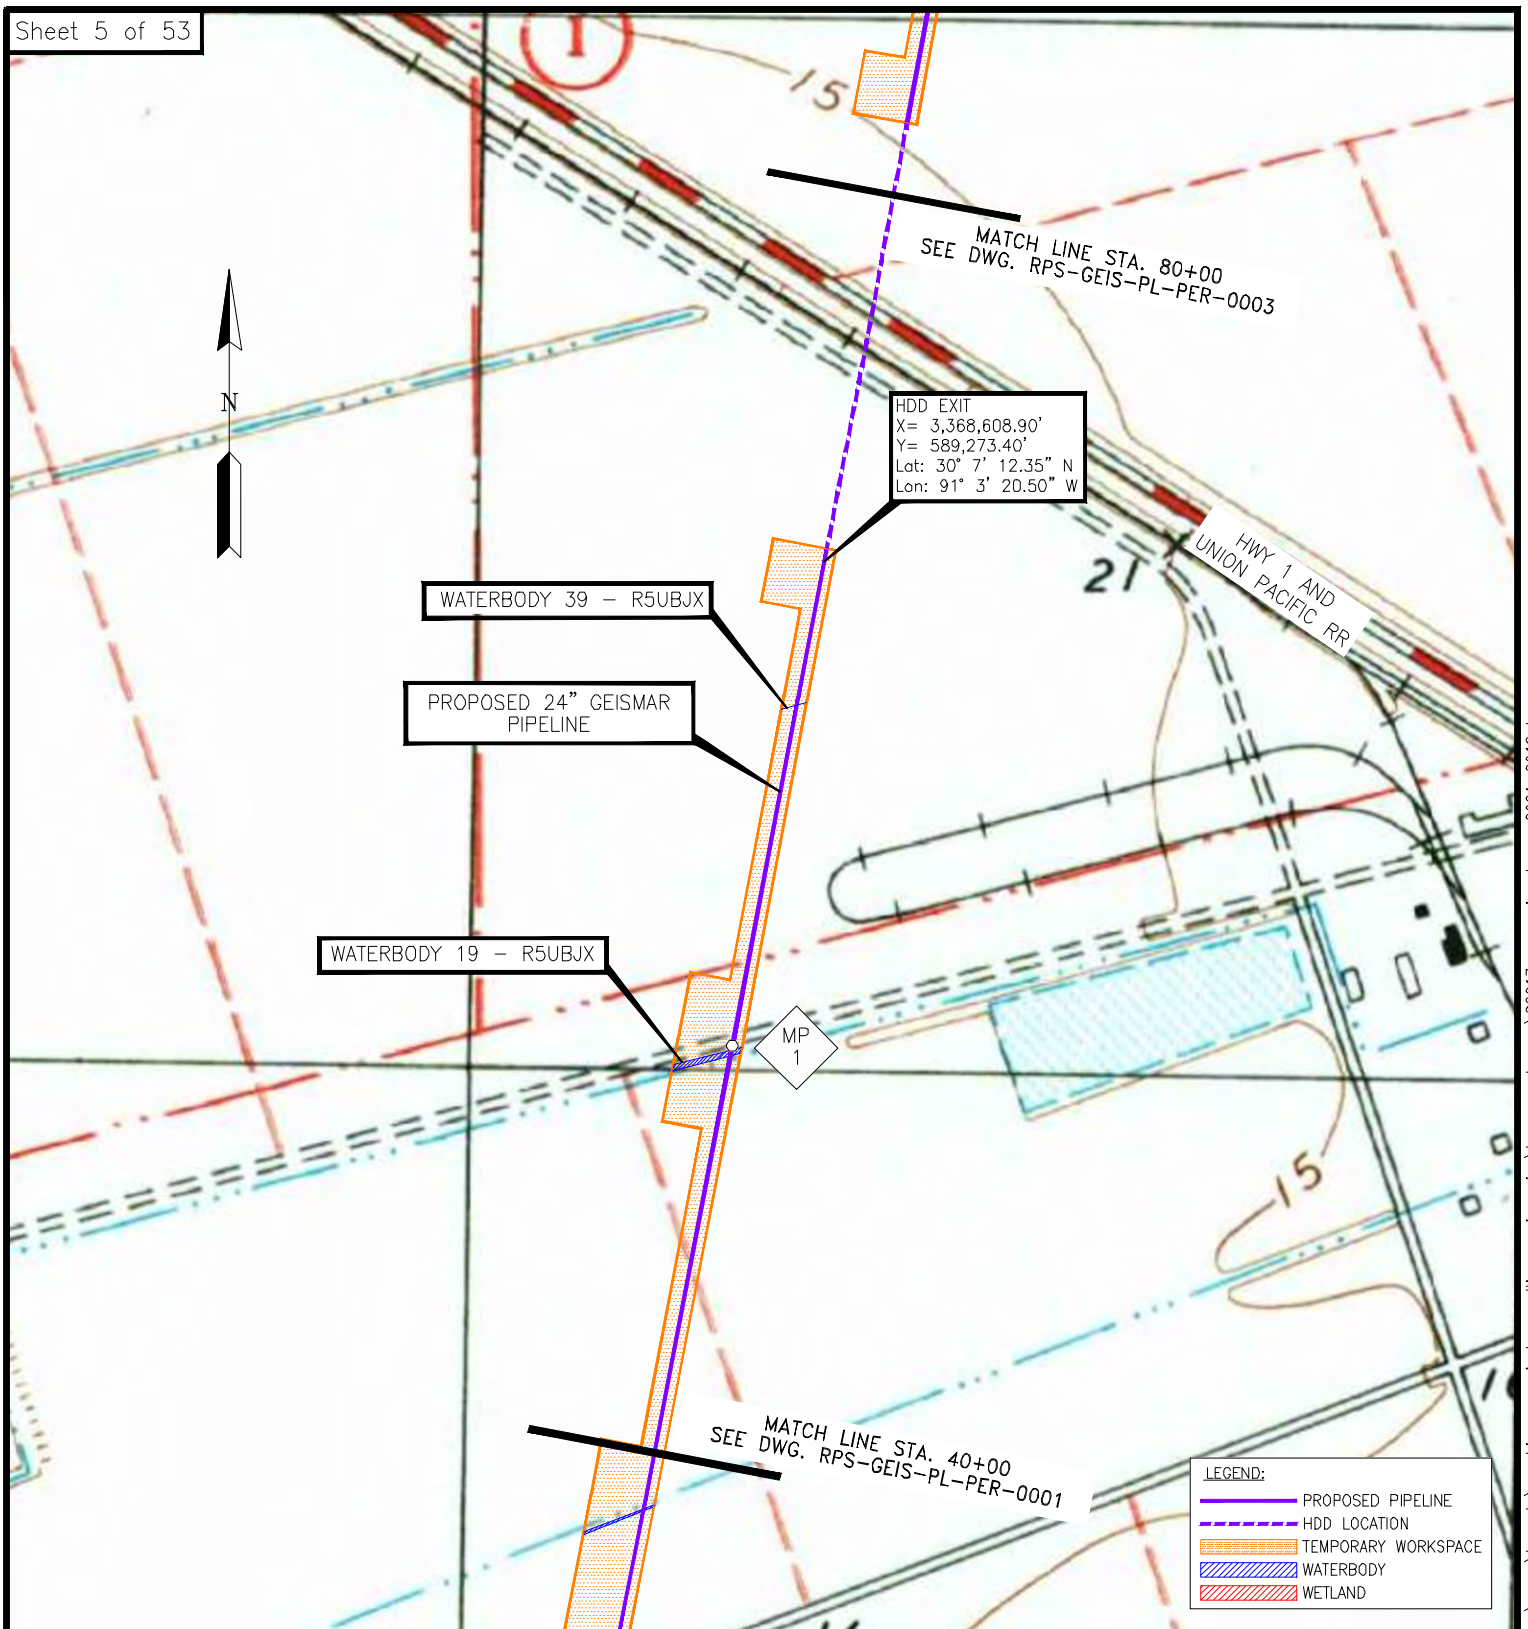 Sheet 5 of 53
1
15
MATCH LINE STA. 80+00
SEE DWG. RPS-GEIS-PL-PER-0003
N
HDD EXIT
X= 3,368,608.90'
Y= 589,273.40'
Lat: 30° 7' 12.35" N
Lon: 91° 3' 20.50" W
HWY 1 AND
UNION PACIFIC RR
21
WATERBODY 39 - R5UBJX
PROPOSED 24" GEISMAR
PIPELINE
WATERBODY 19 - R5UBJX
MP
1
15
MATCH LINE STA. 40+00
SEE DWG. RPS-GEIS-PL-PER-0001
LEGEND:
PROPOSED PIPELINE
HDD LOCATION
TEMPORARY WORKSPACE
WATERBODY
WETLAND